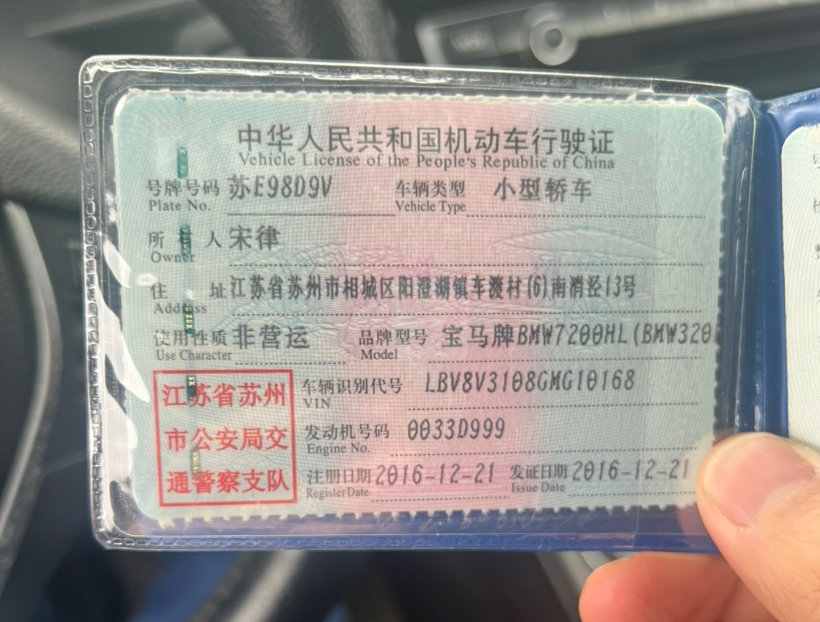 中华人民共和国机动车行驶证
Vehicle License of the People's Republic of China
号牌号码 苏E98D9V 车辆类型 小型轿车
Plate No. Vehicle Type
所 人 宋律
Owner
住 址 江苏省苏州市相城区阳澄湖镇车渡村(6)南消泾13号
Address
使用性质 非营运 品牌型号 宝马牌BMW7200HL(BMW320
Use Character Model
江苏省苏州
市公安局交
通警察支队
车辆识别代号 LBV8V3108GMG10168
VIN
发动机号码 0033D999
Engine No.
注册日期 2016-12-21 发证日期 2016-12-21
Register Date Issue Date